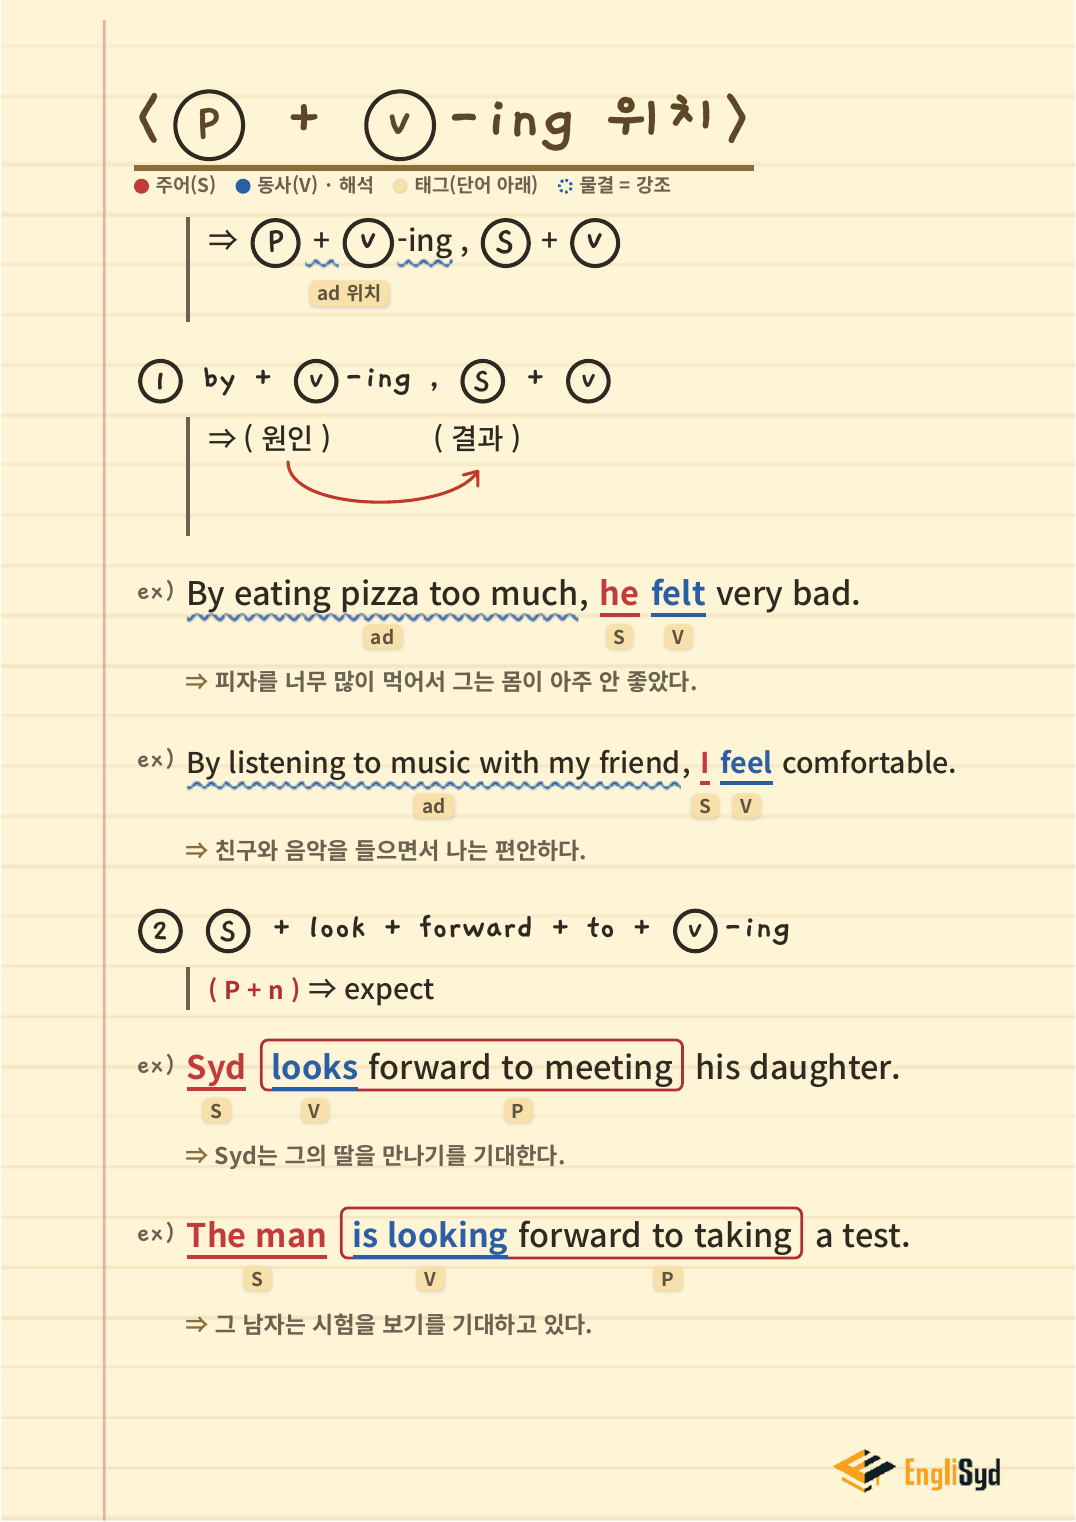 < P + v - ing 위치 >
주어(S) 동사(V) · 해석 태그(단어 아래) 물결 = 강조
⇒ P + v -ing , S + v
ad 위치
1 by + v - ing , S + v
⇒ ( 원인 ) ( 결과 )
ex) By eating pizza too much, he felt very bad.
ad S V
⇒ 피자를 너무 많이 먹어서 그는 몸이 아주 안 좋았다.
ex) By listening to music with my friend, I feel comfortable.
ad S V
⇒ 친구와 음악을 들으면서 나는 편안하다.
2 S + look + forward + to + v - ing
( P + n ) ⇒ expect
ex) Syd looks forward to meeting his daughter.
S V P
⇒ Syd는 그의 딸을 만나기를 기대한다.
ex) The man is looking forward to taking a test.
S V P
⇒ 그 남자는 시험을 보기를 기대하고 있다.
EngliSyd